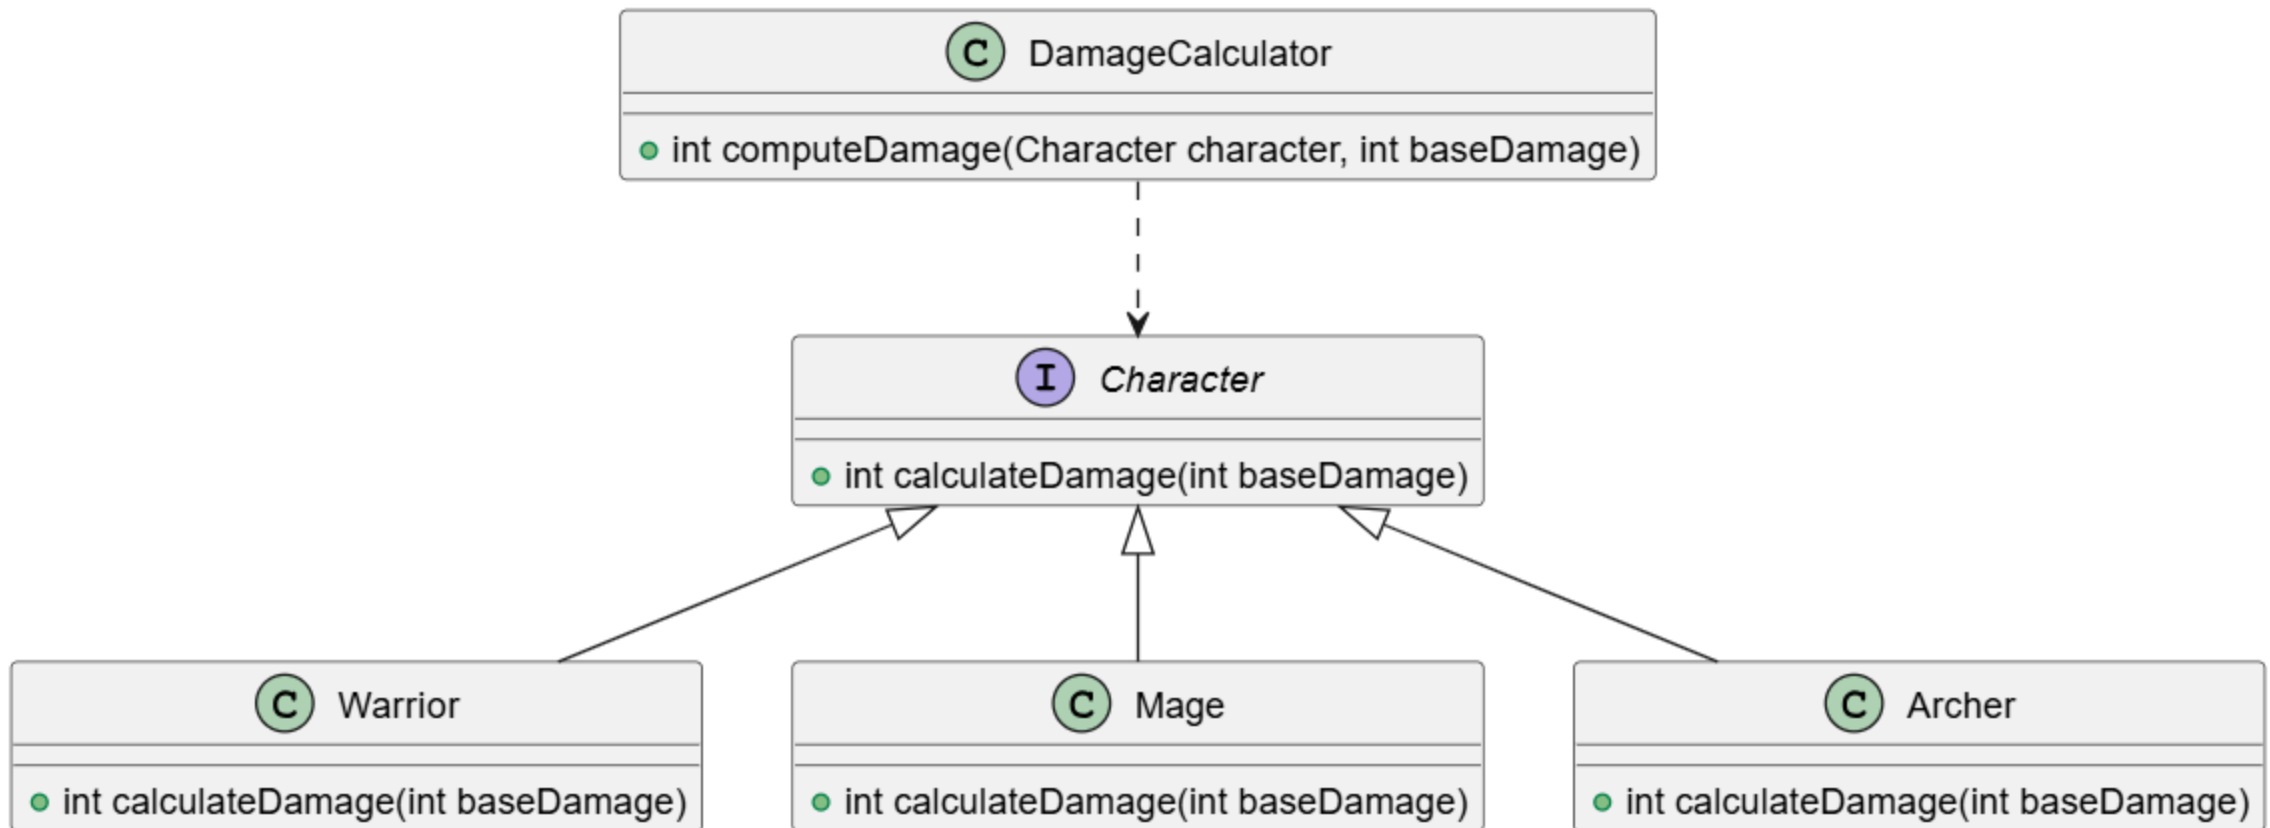 C DamageCalculator
int computeDamage(Character character, int baseDamage)
I Character
int calculateDamage(int baseDamage)
C Warrior
int calculateDamage(int baseDamage)
C Mage
int calculateDamage(int baseDamage)
C Archer
int calculateDamage(int baseDamage)